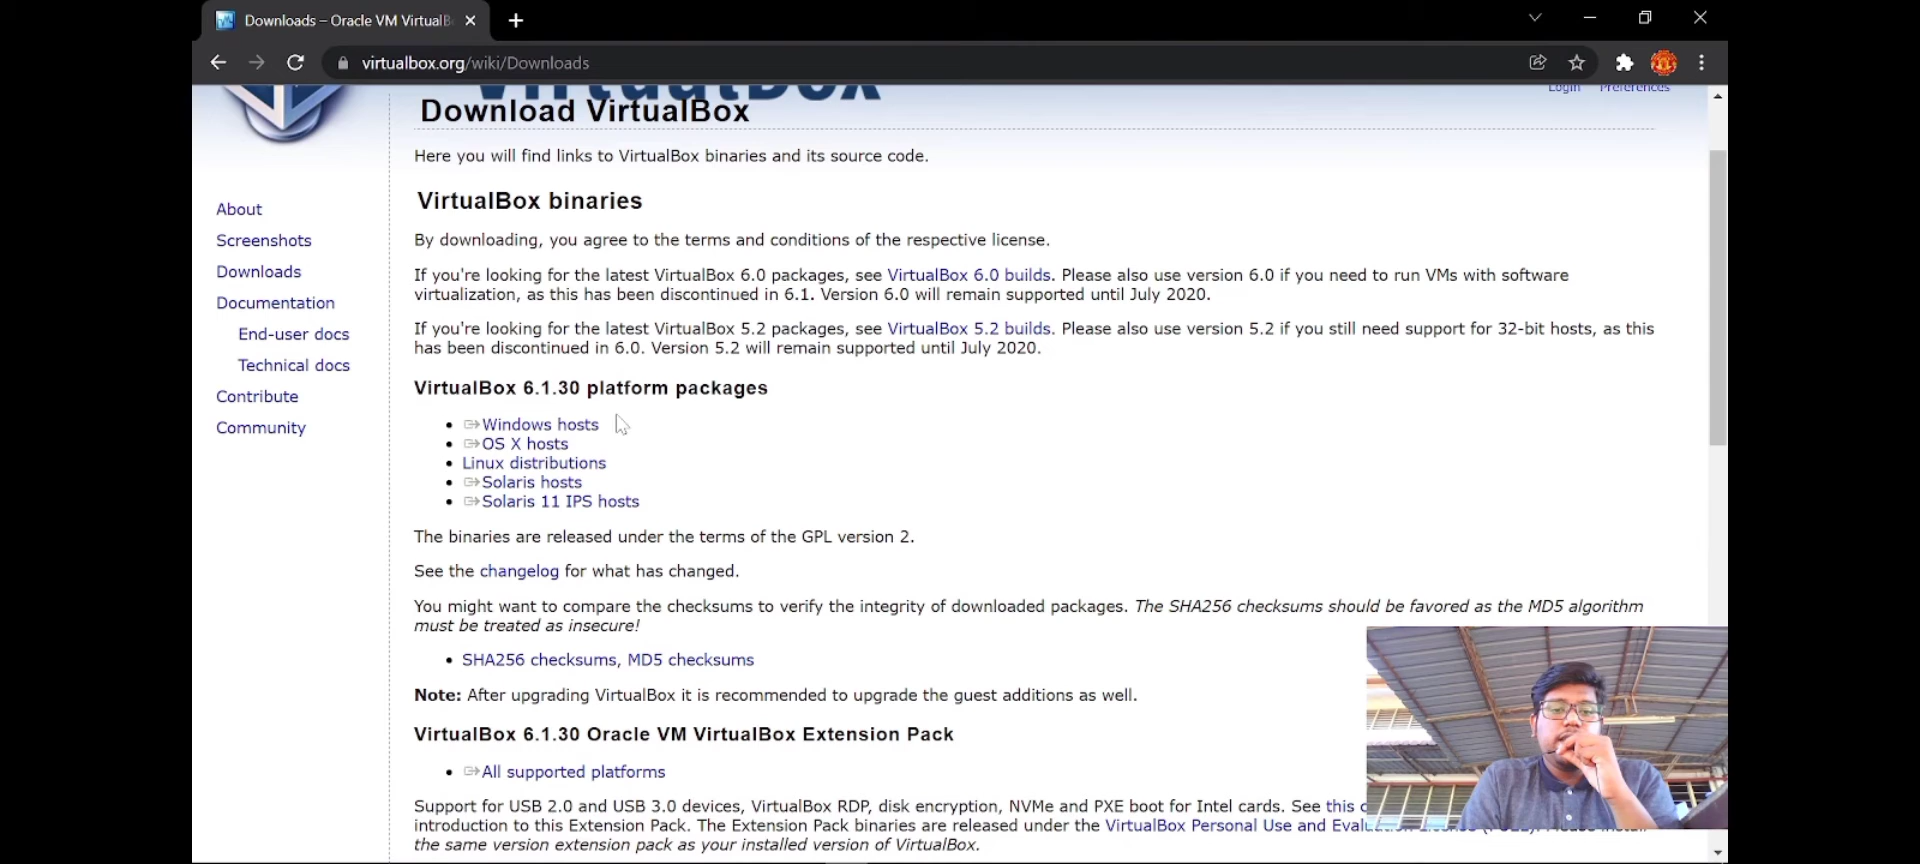 Downloads – Oracle VM VirtualB
virtualbox.org/wiki/Downloads
VirtualBox
Login Preferences
Download VirtualBox
Here you will find links to VirtualBox binaries and its source code.
About
Screenshots
Downloads
Documentation
End-user docs
Technical docs
Contribute
Community
VirtualBox binaries
By downloading, you agree to the terms and conditions of the respective license.
If you're looking for the latest VirtualBox 6.0 packages, see VirtualBox 6.0 builds. Please also use version 6.0 if you need to run VMs with software
virtualization, as this has been discontinued in 6.1. Version 6.0 will remain supported until July 2020.
If you're looking for the latest VirtualBox 5.2 packages, see VirtualBox 5.2 builds. Please also use version 5.2 if you still need support for 32-bit hosts, as this
has been discontinued in 6.0. Version 5.2 will remain supported until July 2020.
VirtualBox 6.1.30 platform packages
Windows hosts
OS X hosts
Linux distributions
Solaris hosts
Solaris 11 IPS hosts
The binaries are released under the terms of the GPL version 2.
See the changelog for what has changed.
You might want to compare the checksums to verify the integrity of downloaded packages. The SHA256 checksums should be favored as the MD5 algorithm
must be treated as insecure!
SHA256 checksums, MD5 checksums
Note: After upgrading VirtualBox it is recommended to upgrade the guest additions as well.
VirtualBox 6.1.30 Oracle VM VirtualBox Extension Pack
All supported platforms
Support for USB 2.0 and USB 3.0 devices, VirtualBox RDP, disk encryption, NVMe and PXE boot for Intel cards. See this
introduction to this Extension Pack. The Extension Pack binaries are released under the VirtualBox Personal Use and
the same version extension pack as your installed version of VirtualBox.